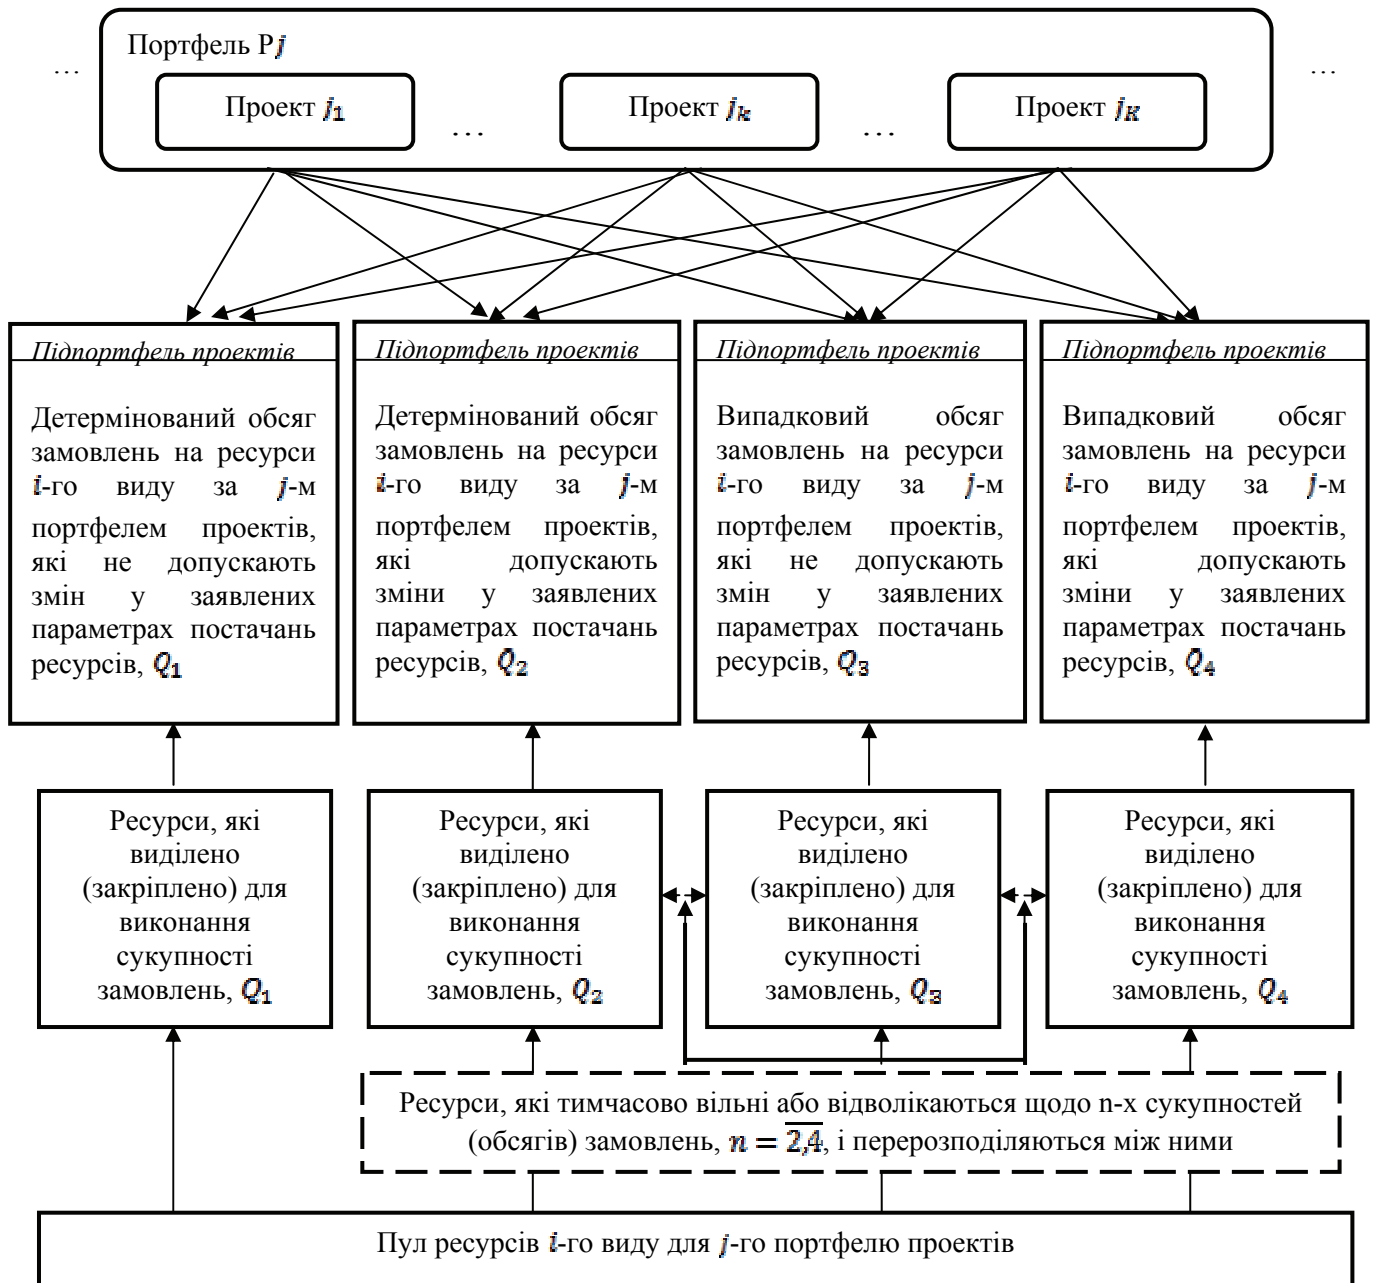 Портфель Pj
…
…
Проект j₁
…
Проект jₖ
…
Проект j_K
Підпортфель проектів
Детермінований обсяг
замовлень на ресурси
i-го виду за j-м
портфелем проектів,
які не допускають
змін у заявлених
параметрах постачань
ресурсів, Q₁
Підпортфель проектів
Детермінований обсяг
замовлень на ресурси
i-го виду за j-м
портфелем проектів,
які допускають
зміни у заявлених
параметрах постачань
ресурсів, Q₂
Підпортфель проектів
Випадковий обсяг
замовлень на ресурси
i-го виду за j-м
портфелем проектів,
які не допускають
змін у заявлених
параметрах постачань
ресурсів, Q₃
Підпортфель проектів
Випадковий обсяг
замовлень на ресурси
i-го виду за j-м
портфелем проектів,
які допускають
зміни у заявлених
параметрах постачань
ресурсів, Q₄
Ресурси, які
виділено
(закріплено) для
виконання
сукупності
замовлень, Q₁
Ресурси, які
виділено
(закріплено) для
виконання
сукупності
замовлень, Q₂
Ресурси, які
виділено
(закріплено) для
виконання
сукупності
замовлень, Q₃
Ресурси, які
виділено
(закріплено) для
виконання
сукупності
замовлень, Q₄
Ресурси, які тимчасово вільні або відволікаються щодо n-х сукупностей
(обсягів) замовлень, n = 2,4, і перерозподіляються між ними
Пул ресурсів i-го виду для j-го портфелю проектів